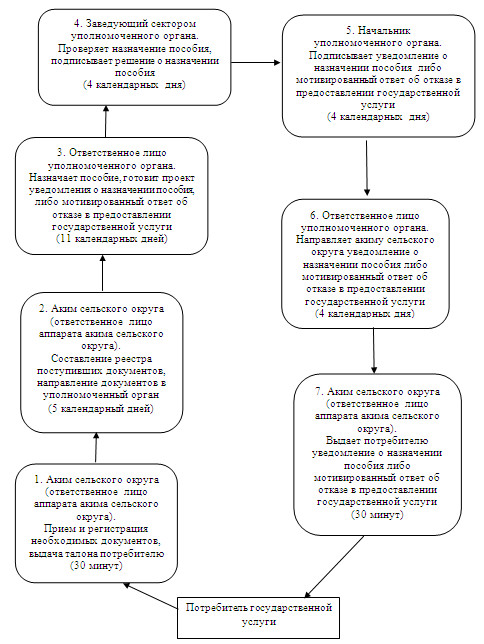 4. Заведующий сектором
уполномоченного органа.
Проверяет назначение пособия,
подписывает решение о назначении
пособия
(4 календарных дня)
5. Начальник
уполномоченного органа.
Подписывает уведомление о
назначении пособия либо
мотивированный ответ об отказе в
предоставлении государственной
услуги
(4 календарных дня)
3. Ответственное лицо
уполномоченного органа.
Назначает пособие, готовит проект
уведомления о назначении пособия,
либо мотивированный ответ об
отказе в предоставлении
государственной услуги
(11 календарных дней)
6. Ответственное лицо
уполномоченного органа.
Направляет акиму сельского
округа уведомление о
назначении пособия либо
мотивированный ответ об
отказе в предоставлении
государственной услуги
(4 календарных дня)
2. Аким сельского округа
(ответственное лицо
аппарата акима сельского
округа).
Составление реестра
поступивших документов,
направление документов в
уполномоченный орган
(5 календарный дней)
7. Аким сельского округа
(ответственное лицо
аппарата акима сельского
округа).
Выдает потребителю
уведомление о назначении
пособия либо
мотивированный ответ об
отказе в предоставлении
государственной услуги
(30 минут)
1. Аким сельского округа
(ответственное лицо
аппарата акима сельского
округа).
Прием и регистрация
необходимых документов,
выдача талона потребителю
(30 минут)
Потребитель государственной
услуги